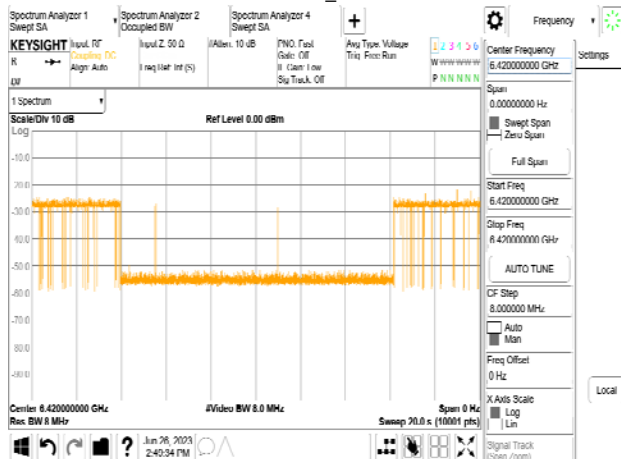 Spectrum Analyzer 1
Swept SA
Spectrum Analyzer 2
Occupied BW
Spectrum Analyzer 4
Swept SA
+
Frequency
KEYSIGHT
R
Input: RF
Coupling: DC
Align: Auto
Input Z: 50 Ω
Freq Ref: Int (S)
#Atten: 10 dB
PNO: Fast
Gate: Off
IF Gain: Low
Sig Track: Off
Avg Type: Voltage
Trig: Free Run
1 2 3 4 5 6
W W W W W W
P N N N N N
Center Frequency
6.420000000 GHz
Settings
Span
0.00000000 Hz
Swept Span
Zero Span
Full Span
Start Freq
6.420000000 GHz
Stop Freq
6.420000000 GHz
AUTO TUNE
CF Step
8.000000 MHz
Auto
Man
Freq Offset
0 Hz
X Axis Scale
Log
Lin
Signal Track
(Span Zoom)
Local
1 Spectrum
Scale/Div 10 dB
Ref Level 0.00 dBm
Log
-10.0
-20.0
-30.0
-40.0
-50.0
-60.0
-70.0
-80.0
-90.0
Center 6.420000000 GHz
#Video BW 8.0 MHz
Span 0 Hz
Res BW 8 MHz
Sweep 20.0 s (10001 pts)
?
Jun 26, 2023
2:49:34 PM